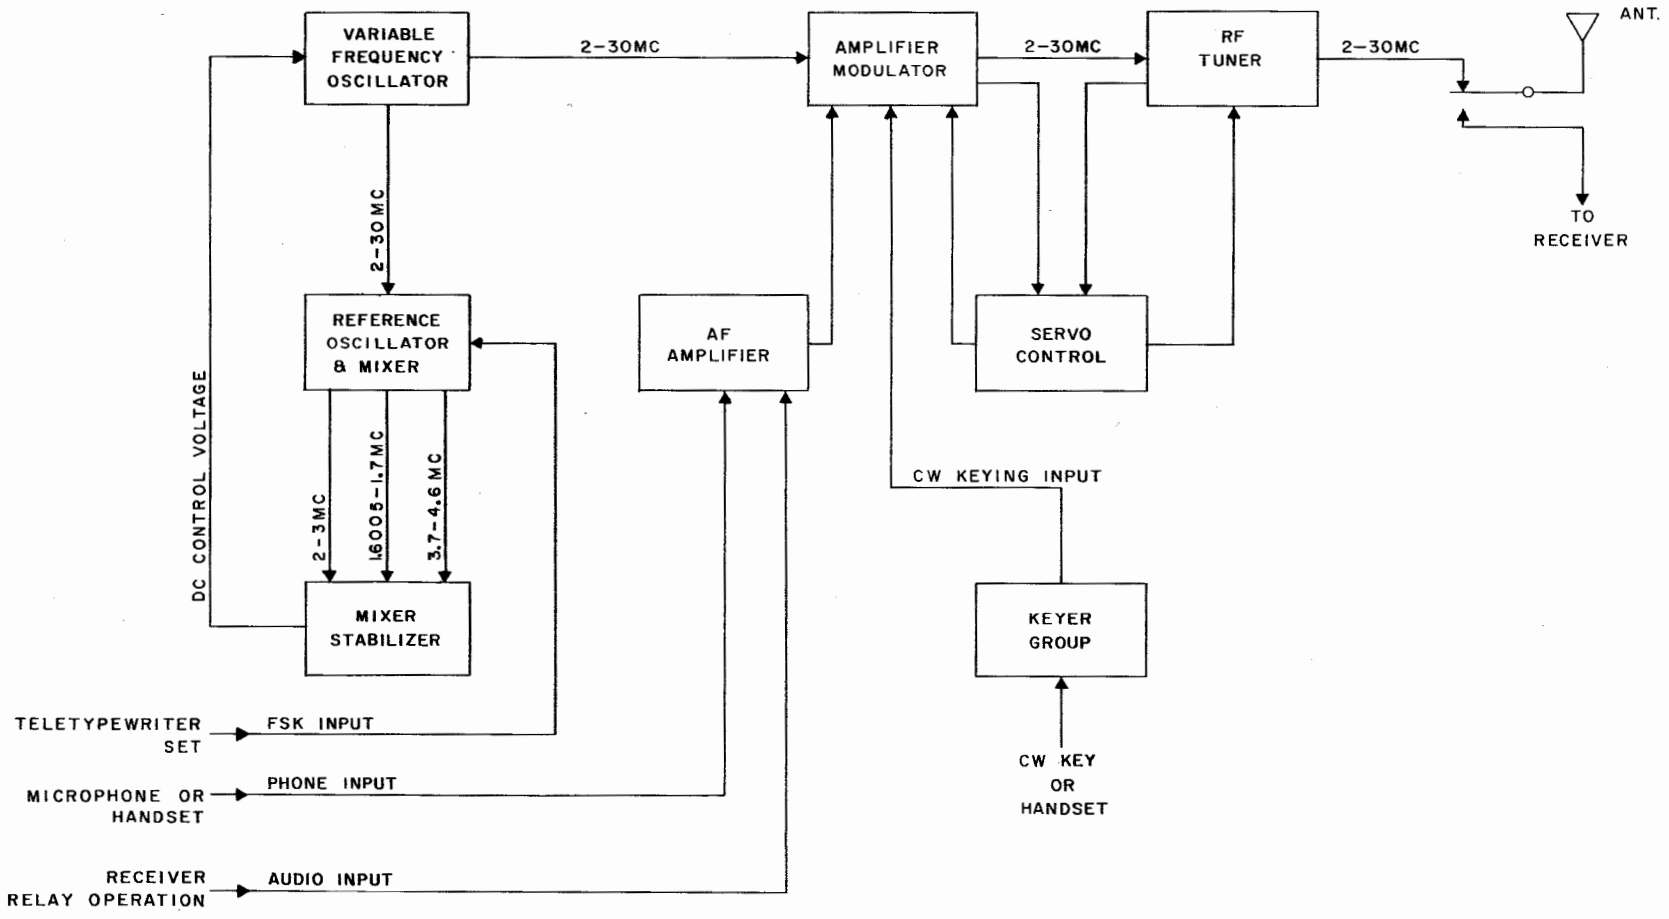 ANT.
VARIABLE
FREQUENCY
OSCILLATOR
2-30MC
AMPLIFIER
MODULATOR
2-30MC
RF
TUNER
2-30MC
TO
RECEIVER
2-30MC
REFERENCE
OSCILLATOR
& MIXER
AF
AMPLIFIER
SERVO
CONTROL
DC CONTROL VOLTAGE
2-3MC
1.6005-1.7MC
3.7-4.6MC
CW KEYING INPUT
MIXER
STABILIZER
KEYER
GROUP
TELETYPEWRITER
SET
FSK INPUT
MICROPHONE OR
HANDSET
PHONE INPUT
CW KEY
OR
HANDSET
RECEIVER
RELAY OPERATION
AUDIO INPUT